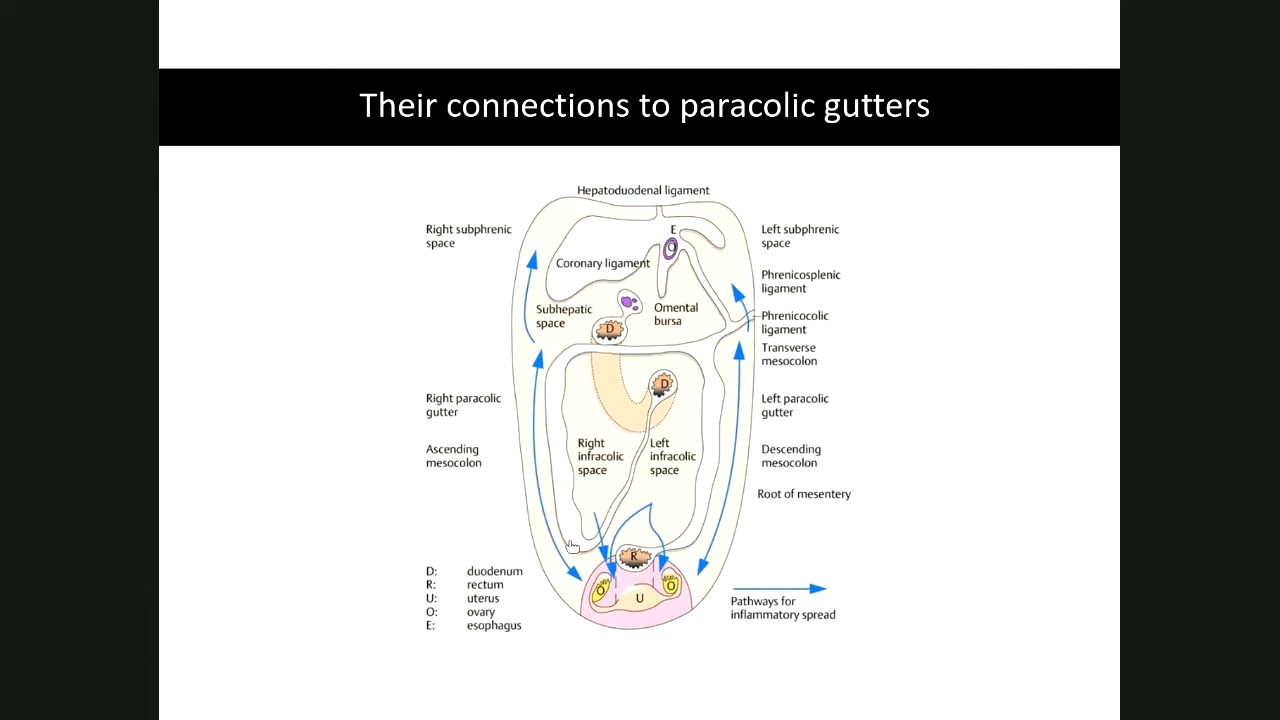 Their connections to paracolic gutters
Hepatoduodenal ligament
Right subphrenic
space
E
Left subphrenic
space
Coronary ligament
Phrenicosplenic
ligament
Subhepatic
space
Omental
bursa
Phrenicocolic
ligament
D
Transverse
mesocolon
D
Right paracolic
gutter
Left paracolic
gutter
Ascending
mesocolon
Right
infracolic
space
Left
infracolic
space
Descending
mesocolon
Root of mesentery
R
O
U
O
D: duodenum
R: rectum
U: uterus
O: ovary
E: esophagus
Pathways for
inflammatory spread